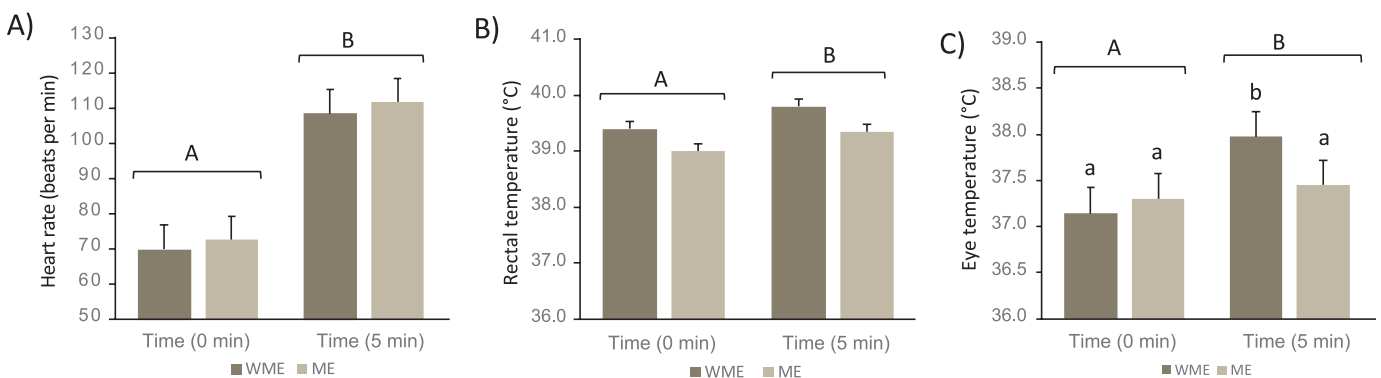 A)
Heart rate (beats per min)
130
120
110
100
90
80
70
60
50
A
B
Time (0 min)
Time (5 min)
WME
ME
B)
Rectal temperature (°C)
41.0
40.0
39.0
38.0
37.0
36.0
A
B
Time (0 min)
Time (5 min)
WME
ME
C)
Eye temperature (°C)
39.0
38.5
38.0
37.5
37.0
36.5
36.0
A
B
a
a
b
a
Time (0 min)
Time (5 min)
WME
ME